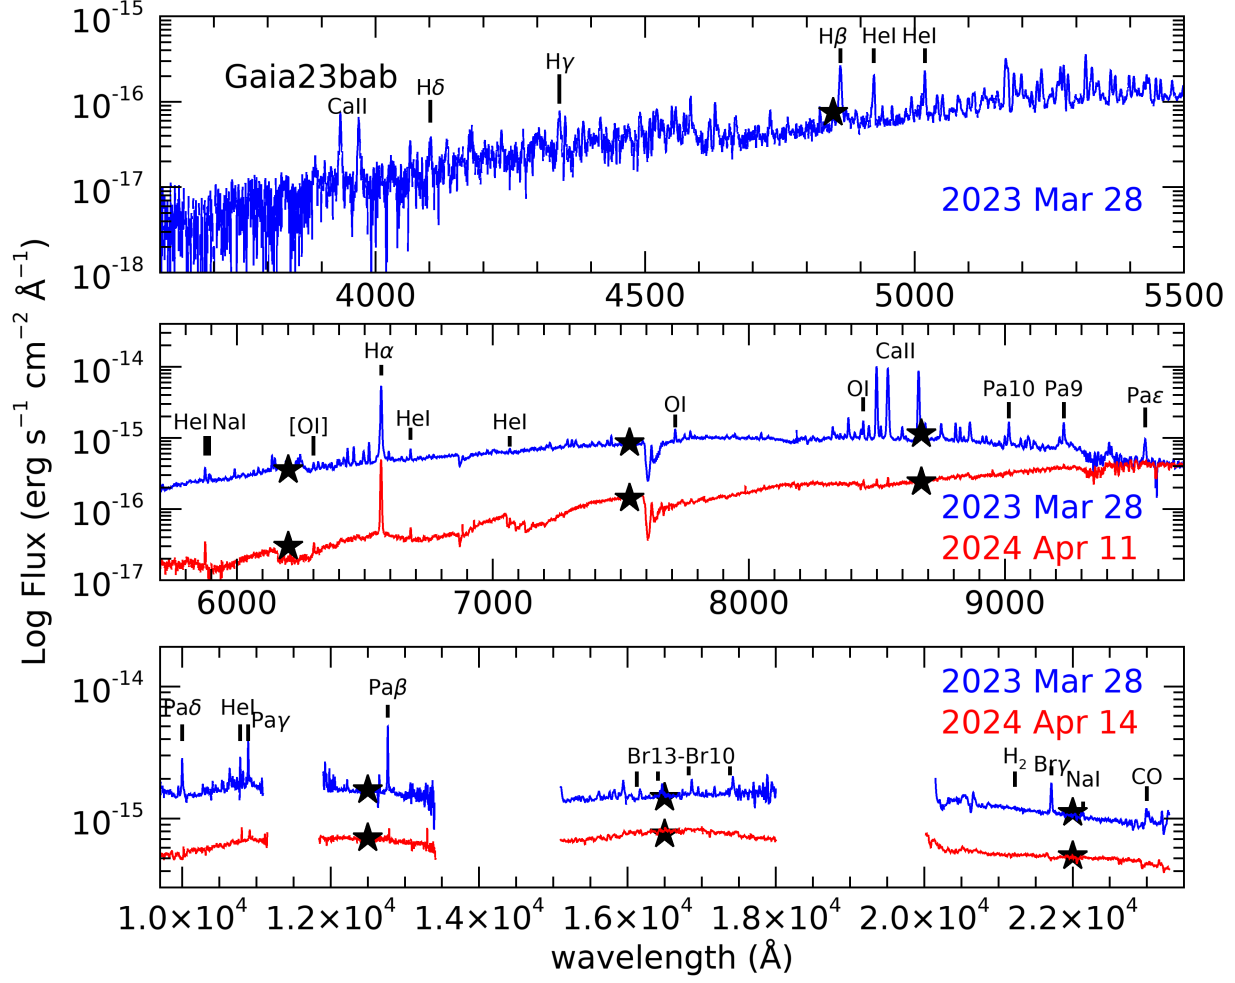 10⁻¹⁵
10⁻¹⁶
10⁻¹⁷
10⁻¹⁸
Gaia23bab
CaII
Hδ
Hγ
Hβ HeI HeI
2023 Mar 28
4000 4500 5000 5500
10⁻¹⁴
10⁻¹⁵
10⁻¹⁶
10⁻¹⁷
HeI NaI [OI] Hα HeI HeI OI OI CaII Pa10 Pa9 Paε
2023 Mar 28
2024 Apr 11
6000 7000 8000 9000
Log Flux (erg s⁻¹ cm⁻² Å⁻¹)
10⁻¹⁴
10⁻¹⁵
Paδ HeI Paγ Paβ Br13-Br10 H₂ Brγ NaI CO
2023 Mar 28
2024 Apr 14
1.0×10⁴ 1.2×10⁴ 1.4×10⁴ 1.6×10⁴ 1.8×10⁴ 2.0×10⁴ 2.2×10⁴
wavelength (Å)